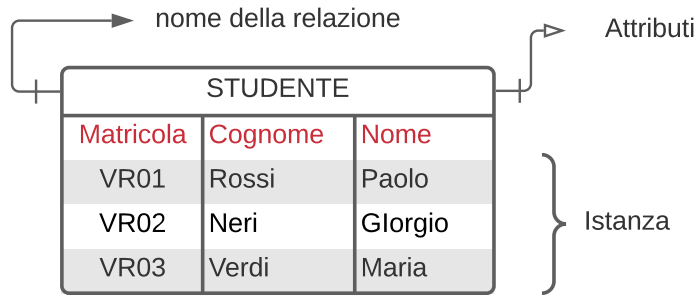 nome della relazione
Attributi
STUDENTE
Matricola Cognome Nome
VR01 Rossi Paolo
VR02 Neri GIorgio
Istanza
VR03 Verdi Maria